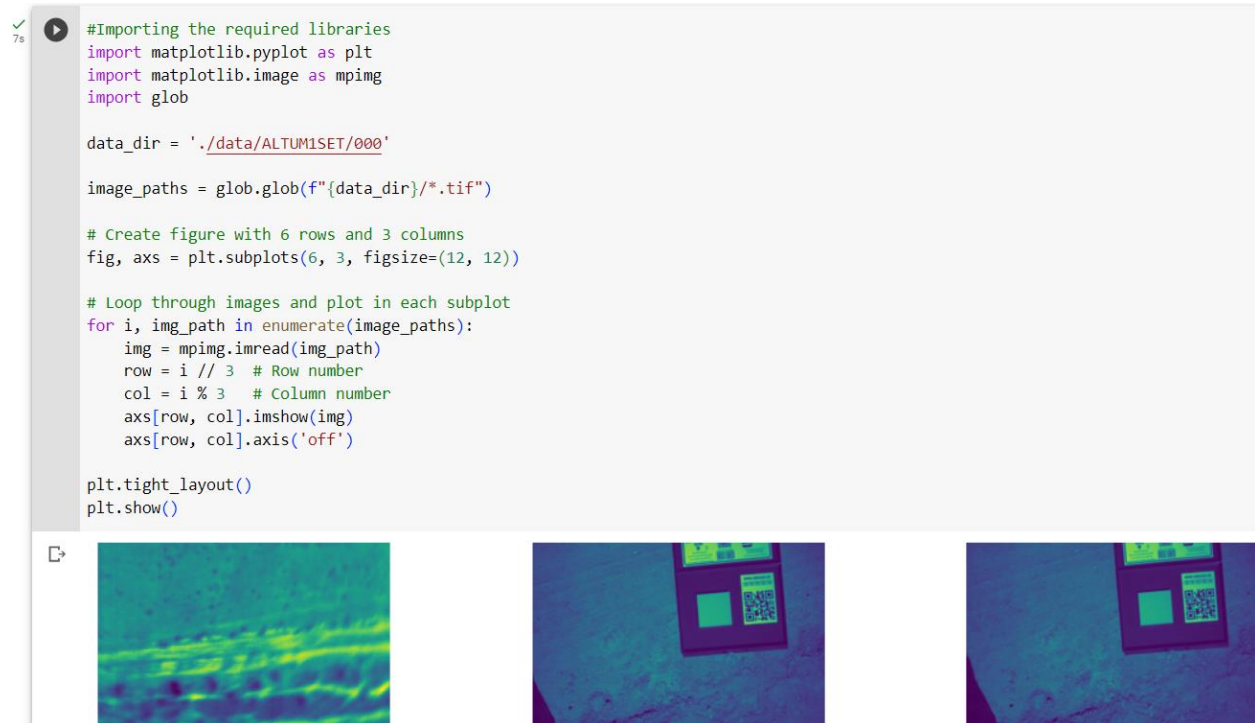 7s
#Importing the required libraries
import matplotlib.pyplot as plt
import matplotlib.image as mpimg
import glob
data_dir = './data/ALTUM1SET/000'
image_paths = glob.glob(f"{data_dir}/*.tif")
# Create figure with 6 rows and 3 columns
fig, axs = plt.subplots(6, 3, figsize=(12, 12))
# Loop through images and plot in each subplot
for i, img_path in enumerate(image_paths):
    img = mpimg.imread(img_path)
    row = i // 3  # Row number
    col = i % 3   # Column number
    axs[row, col].imshow(img)
    axs[row, col].axis('off')
plt.tight_layout()
plt.show()